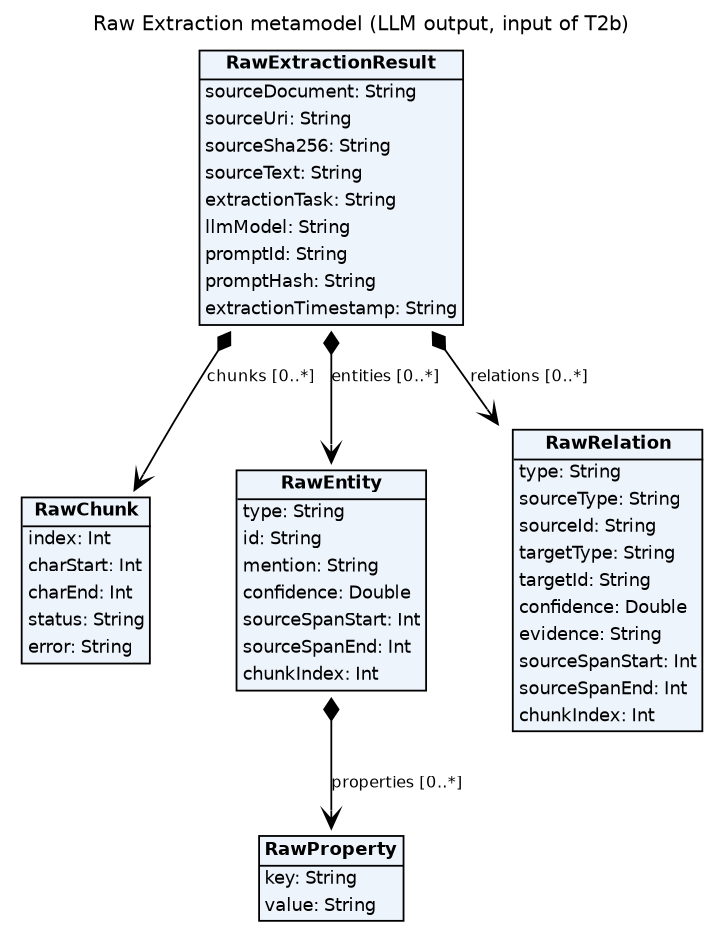 Raw Extraction metamodel (LLM output, input of T2b)
RawExtractionResult
sourceDocument: String
sourceUri: String
sourceSha256: String
sourceText: String
extractionTask: String
llmModel: String
promptId: String
promptHash: String
extractionTimestamp: String
chunks [0..*]
entities [0..*]
relations [0..*]
RawChunk
index: Int
charStart: Int
charEnd: Int
status: String
error: String
RawEntity
type: String
id: String
mention: String
confidence: Double
sourceSpanStart: Int
sourceSpanEnd: Int
chunkIndex: Int
RawRelation
type: String
sourceType: String
sourceId: String
targetType: String
targetId: String
confidence: Double
evidence: String
sourceSpanStart: Int
sourceSpanEnd: Int
chunkIndex: Int
properties [0..*]
RawProperty
key: String
value: String